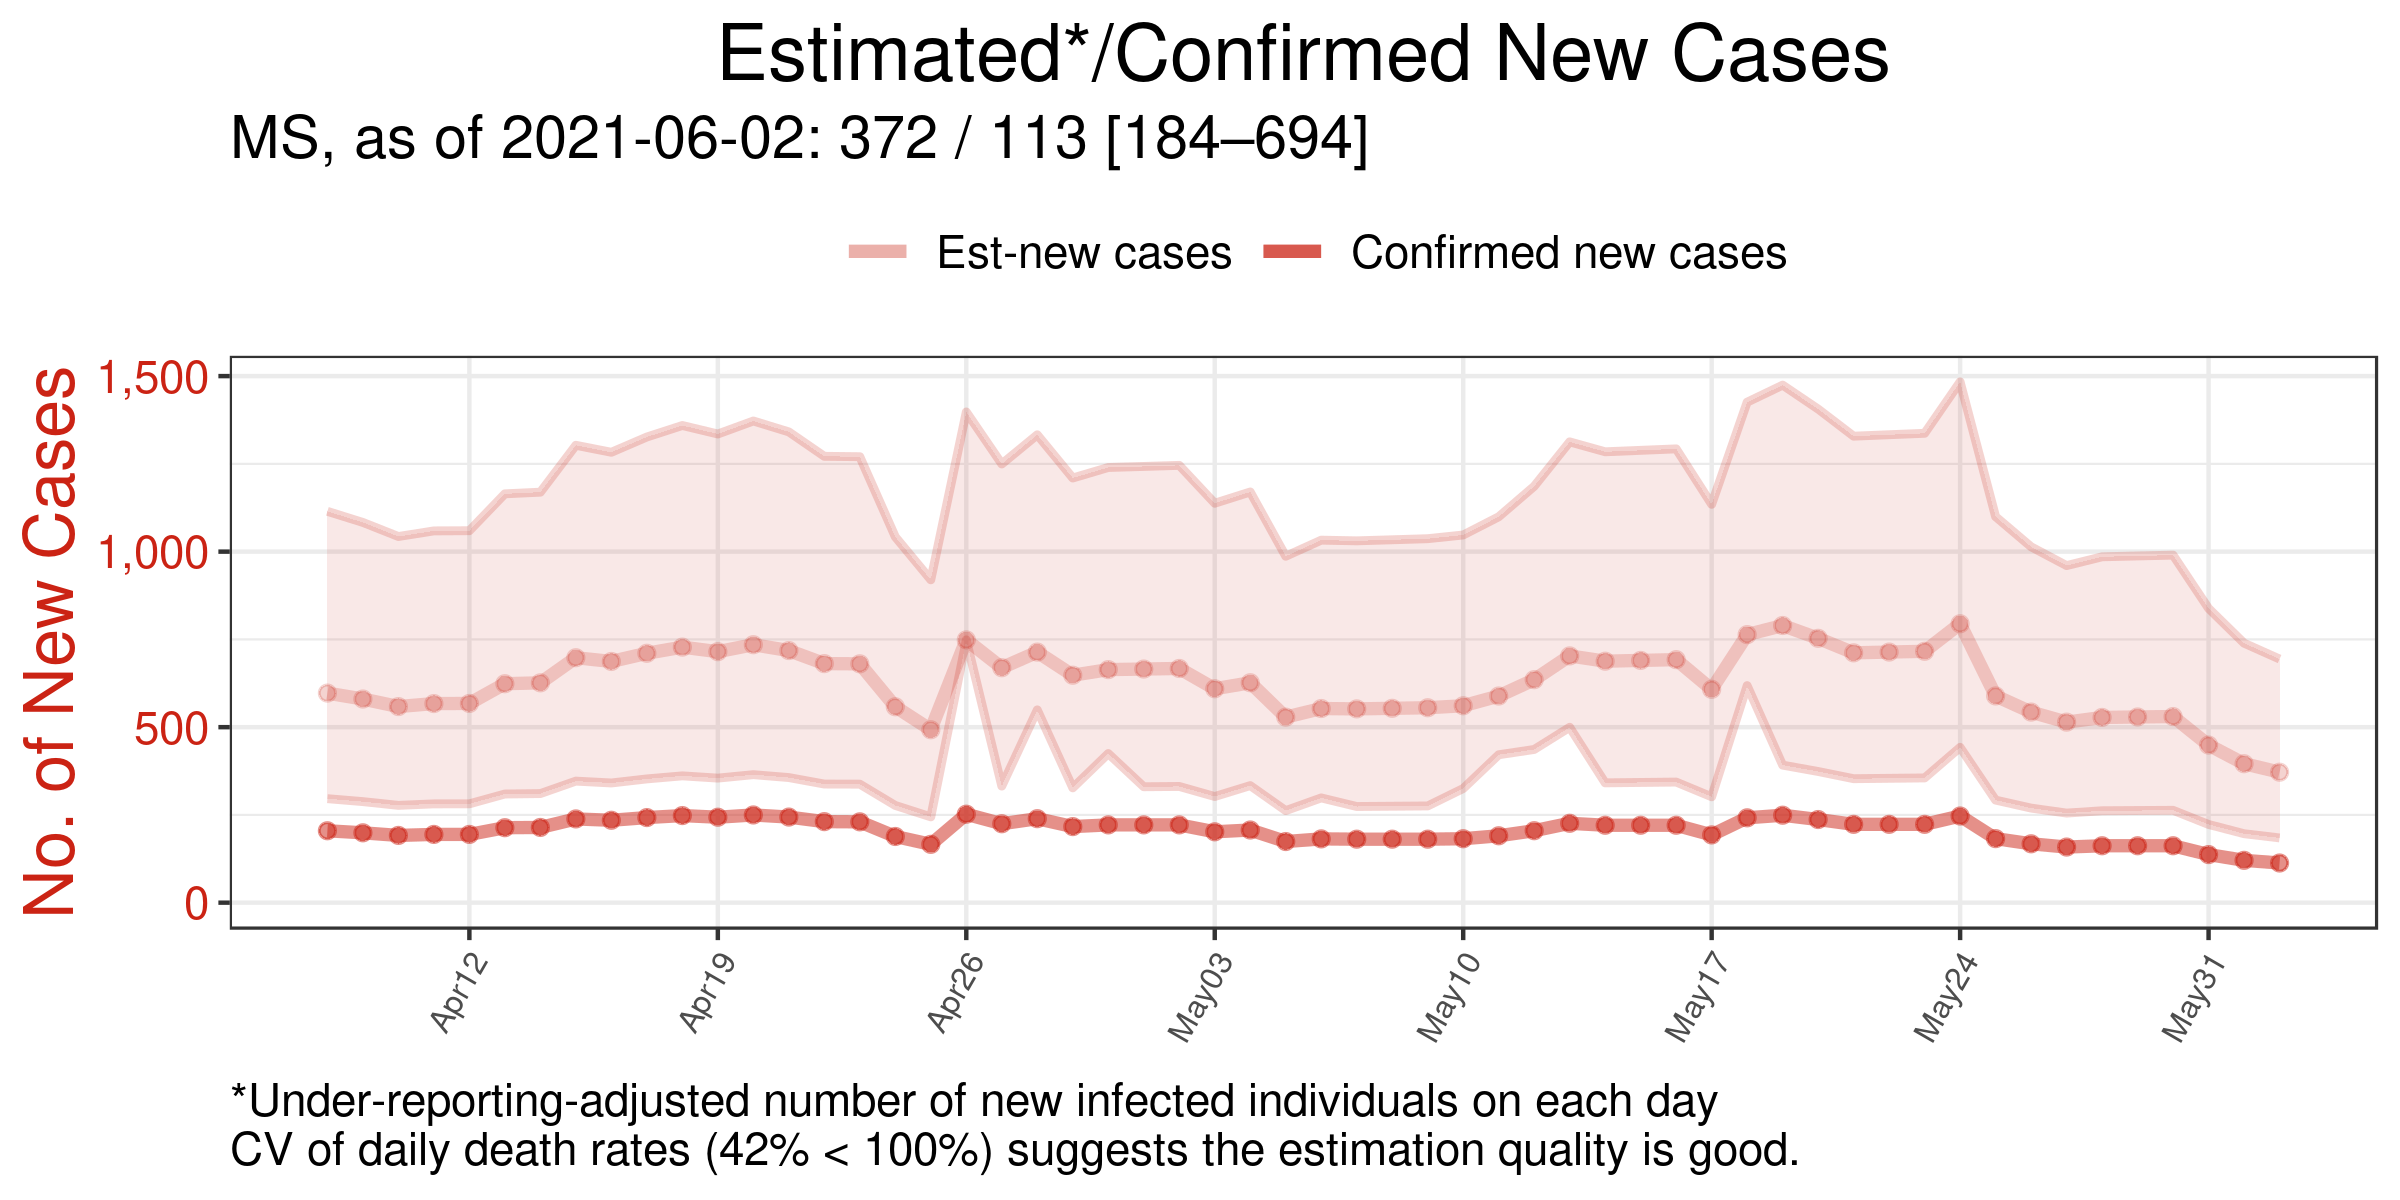 Estimated*/Confirmed New Cases
MS, as of 2021-06-02: 372 / 113 [184–694]
Est-new cases
Confirmed new cases
No. of New Cases
1,500
1,000
500
0
Apr12
Apr19
Apr26
May03
May10
May17
May24
May31
*Under-reporting-adjusted number of new infected individuals on each day
CV of daily death rates (42% < 100%) suggests the estimation quality is good.